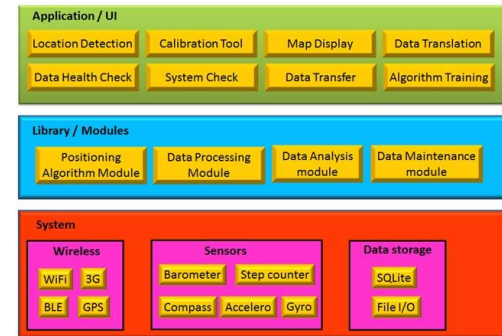 Application / UI
Location Detection
Calibration Tool
Map Display
Data Translation
Data Health Check
System Check
Data Transfer
Algorithm Training
Library / Modules
Positioning
Algorithm Module
Data Processing
Module
Data Analysis
module
Data Maintenance
module
System
Wireless
WiFi
3G
BLE
GPS
Sensors
Barometer
Step counter
Compass
Accelero
Gyro
Data storage
SQLite
File I/O